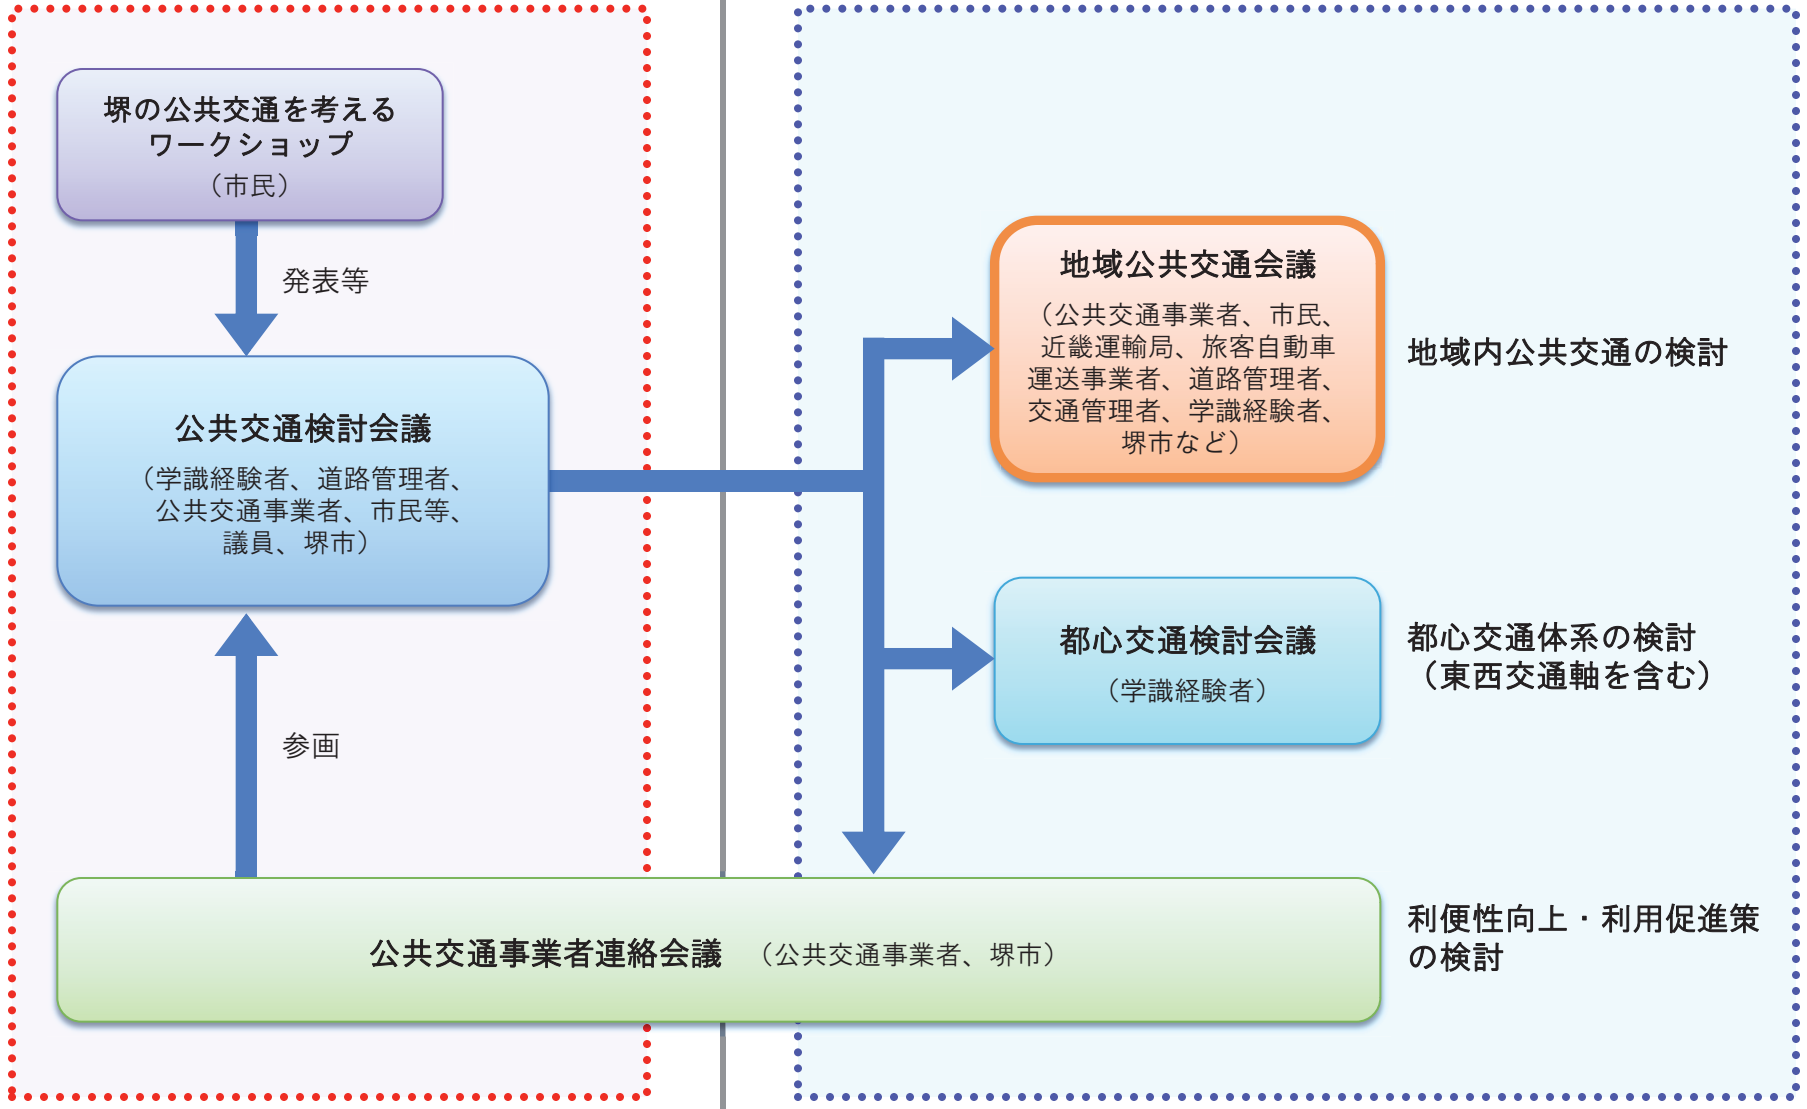 堺の公共交通を考える
ワークショップ
（市民）
発表等
公共交通検討会議
（学識経験者、道路管理者、
公共交通事業者、市民等、
議員、堺市）
参画
地域公共交通会議
（公共交通事業者、市民、
近畿運輸局、旅客自動車
運送事業者、道路管理者、
交通管理者、学識経験者、
堺市など）
地域内公共交通の検討
都心交通検討会議
（学識経験者）
都心交通体系の検討
（東西交通軸を含む）
公共交通事業者連絡会議　（公共交通事業者、堺市）
利便性向上・利用促進策
の検討